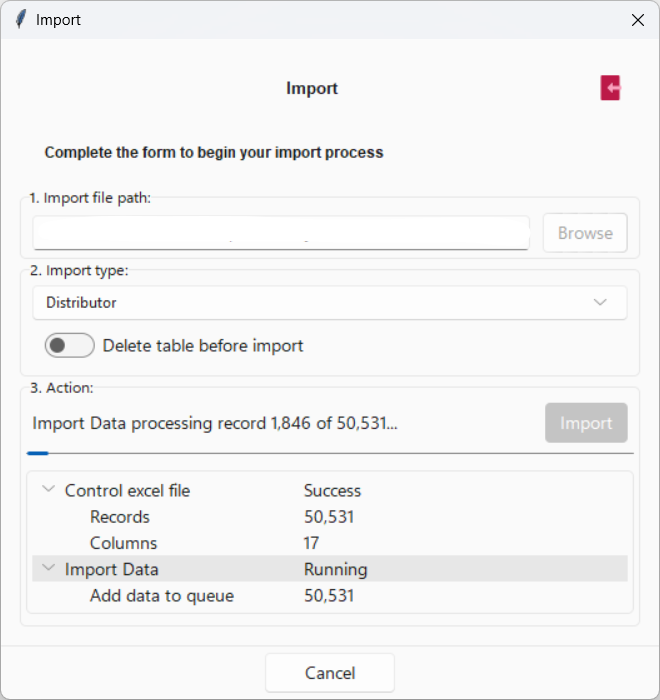 Import
Import
Complete the form to begin your import process
1. Import file path:
Browse
2. Import type:
Distributor
Delete table before import
3. Action:
Import Data processing record 1,846 of 50,531...
Import
Control excel file Success
Records 50,531
Columns 17
Import Data Running
Add data to queue 50,531
Cancel